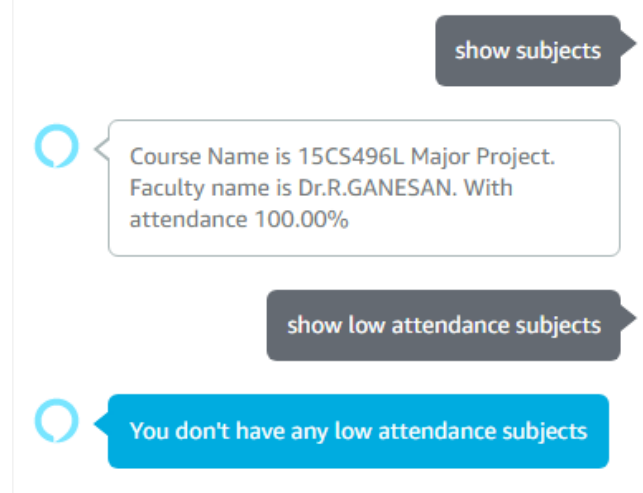 show subjects
Course Name is 15CS496L Major Project.
Faculty name is Dr.R.GANESAN. With
attendance 100.00%
show low attendance subjects
You don't have any low attendance subjects